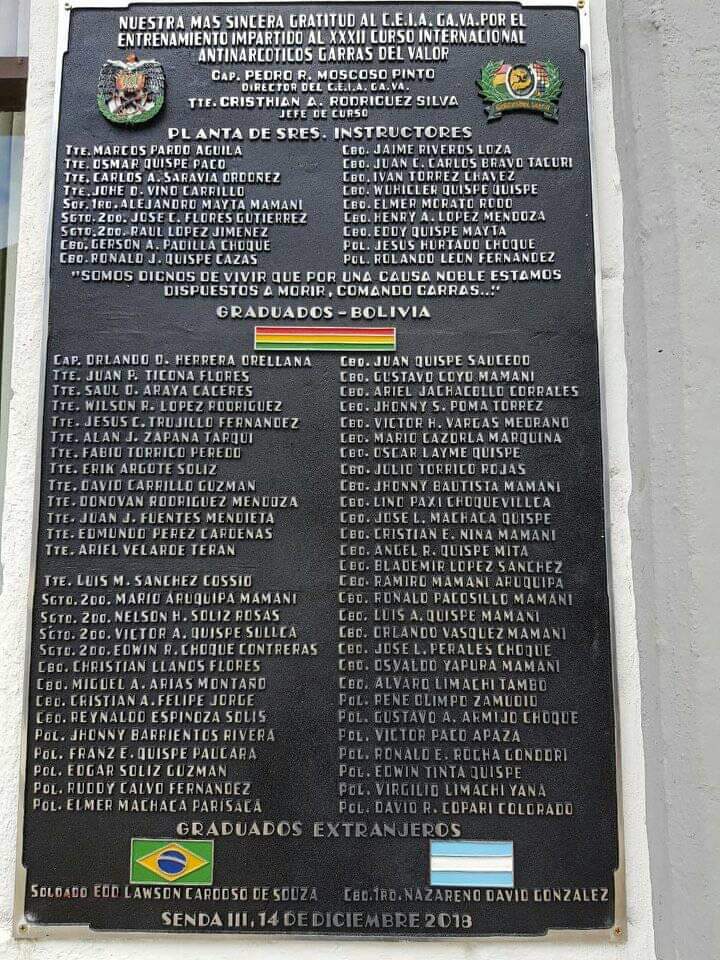 NUESTRA MAS SINCERA GRATITUD AL C.E.I.A. GA.VA. POR EL
ENTRENAMIENTO IMPARTIDO AL XXXII CURSO INTERNACIONAL
ANTINARCOTICOS GARRAS DEL VALOR
CAP. PEDRO R. MOSCOSO PINTO
DIRECTOR DEL C.E.I.A. GA.VA.
TTE. CRISTHIAN A. RODRIGUEZ SILVA
JEFE DE CURSO
PLANTA DE SRES. INSTRUCTORES
TTE. MARCOS PARDO AGUILA
TTE. OSMAR QUISPE PACO
TTE. CARLOS A. SARAVIA ORDOÑEZ
TTE. JOHE D. VINO CARRILLO
SOF. 1RO. ALEJANDRO MAYTA MAMANI
SGTO. 2DO. JOSE C. FLORES GUTIERREZ
SGT. 2DO. RAUL LOPEZ JIMENEZ
CBO. GERSON A. PADILLA CHOQUE
CBO. RONALD J. QUISPE CAZAS
CBO. JAIME RIVEROS LOZA
CBO. JUAN C. CARLOS BRAVO TACURI
CBO. IVAN TORREZ CHAVEZ
CBO. WUHIGLER QUISPE QUISPE
CBO. ELMER MORATO RODO
CBO. HENRY A. LOPEZ MENDOZA
CBO. EDDY QUISPE MAYTA
POL. JESUS HURTADO CHOQUE
POL. ROLANDO LEON FERNANDEZ
"SOMOS DIGNOS DE VIVIR QUE POR UNA CAUSA NOBLE ESTAMOS
DISPUESTOS A MORIR, COMANDO GARRAS..."
GRADUADOS - BOLIVIA
CAP. ORLANDO D. HERRERA ORELLANA
TTE. JUAN P. TICONA FLORES
TTE. SAUL O. ARAYA CACERES
TTE. WILSON R. LOPEZ RODRIGUEZ
TTE. JESUS C. TRUJILLO FERNANDEZ
TTE. ALAN J. ZAPANA TARQUI
TTE. FABIO TORRICO PEREDO
TTE. ERIK ARGOTE SOLIZ
TTE. DAVID CARRILLO GUZMAN
TTE. DONOVAN RODRIGUEZ MENDOZA
TTE. JUAN J. FUENTES MENDIETA
TTE. EDMUNDO PEREZ CARDENAS
TTE. ARIEL VELARDE TERAN
TTE. LUIS M. SANCHEZ COSSIO
SGTO. 2DO. MARIO ARUQUIPA MAMANI
SGTO. 2DO. NELSON H. SOLIZ ROSAS
SGTO. 2DO. VICTOR A. QUISPE SULLCA
SGTO. 2DO. EDWIN R. CHOQUE CONTRERAS
CBO. CHRISTIAN LLANOS FLORES
CBO. MIGUEL A. ARIAS MONTAÑO
CBO. CRISTIAN A. FELIPE JORGE
CBO. REYNALDO ESPINOZA SOLIS
POL. JHONNY BARRIENTOS RIVERA
POL. FRANZ E. QUISPE PAUCARA
POL. EDGAR SOLIZ GUZMAN
POL. RUDDY CALVO FERNANDEZ
POL. ELMER MACHACA PARISACA
CBO. JUAN QUISPE SAUCEDO
CBO. GUSTAVO COYO MAMANI
CBO. ARIEL JACHACOLLO CORRALES
CBO. JHONNY S. POMA TORREZ
CBO. VICTOR H. VARGAS MEDRANO
CBO. MARIO CAZORLA MARQUINA
CBO. OSCAR LAYME QUISPE
CBO. JULIO TORRICO ROJAS
CBO. JHONNY BAUTISTA MAMANI
CBO. LINO PAXI CHOQUEVILLCA
CBO. JOSE L. MACHACA QUISPE
CBO. CRISTIAN E. NINA MAMANI
CBO. ANGEL R. QUISPE MITA
CBO. BLADEMIR LOPEZ SANCHEZ
CBO. RAMIRO MAMANI ARUQUIPA
CBO. RONALD PACOSILLO MAMANI
CBO. LUIS A. QUISPE MAMANI
CBO. ORLANDO VASQUEZ MAMANI
CBO. JOSE L. PERALES CHOQUE
CBO. OSVALDO YAPURA MAMANI
CBO. ALVARO LIMACHI TAMBO
POL. RENE OLIMPO ZAMUDIO
POL. GUSTAVO A. ARMIJO CHOQUE
POL. VICTOR PACO APAZA
POL. RONALD E. ROCHA CONDORI
POL. EDWIN TINTA QUISPE
POL. VIRGILIO LIMACHI YANA
POL. DAVID R. COPARI COLORADO
GRADUADOS EXTRANJEROS
SOLDADO EOD LAWSON CARDOSO DE SOUZA
CBO. 1RO. NAZARENO DAVID GONZALEZ
SENDA III, 14 DE DICIEMBRE 2018